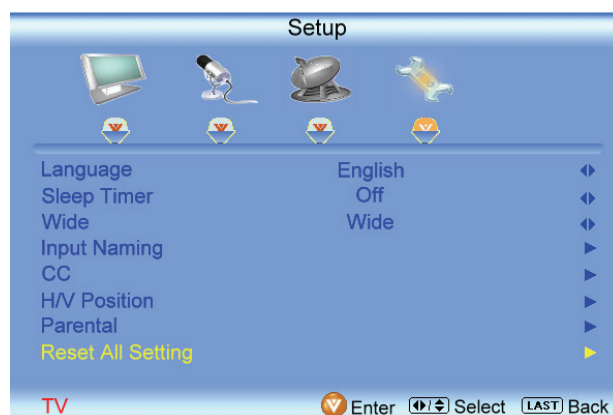 Setup
Language English
Sleep Timer Off
Wide Wide
Input Naming
CC
H/V Position
Parental
Reset All Setting
TV Enter Select LAST Back